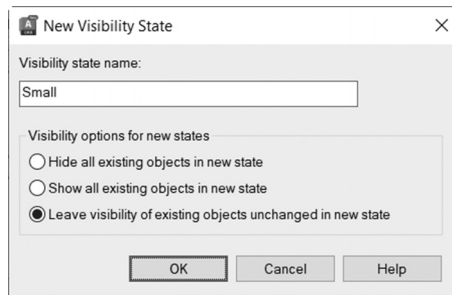 New Visibility State
Visibility state name:
Small
Visibility options for new states
Hide all existing objects in new state
Show all existing objects in new state
Leave visibility of existing objects unchanged in new state
OK Cancel Help